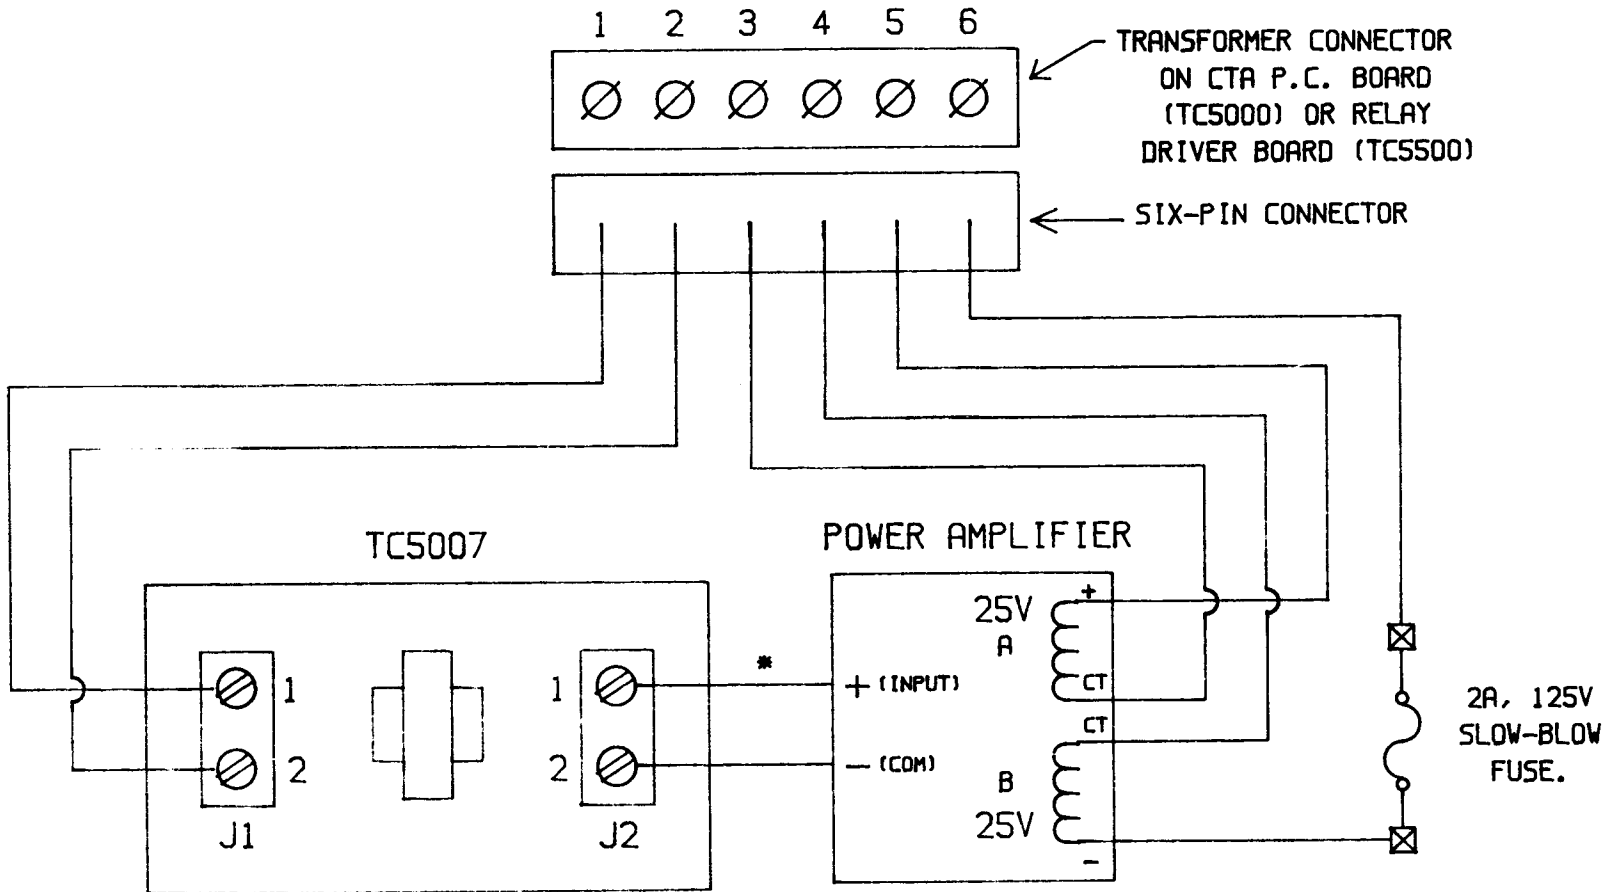 1 2 3 4 5 6
TRANSFORMER CONNECTOR
ON CTA P.C. BOARD
(TC5000) OR RELAY
DRIVER BOARD (TC5500)
SIX-PIN CONNECTOR
TC5007
POWER AMPLIFIER
1
2
J1
1
2
J2
*
+ (INPUT)
— (COM)
+
25V
A
CT
CT
B
25V
-
2A, 125V
SLOW-BLOW
FUSE.